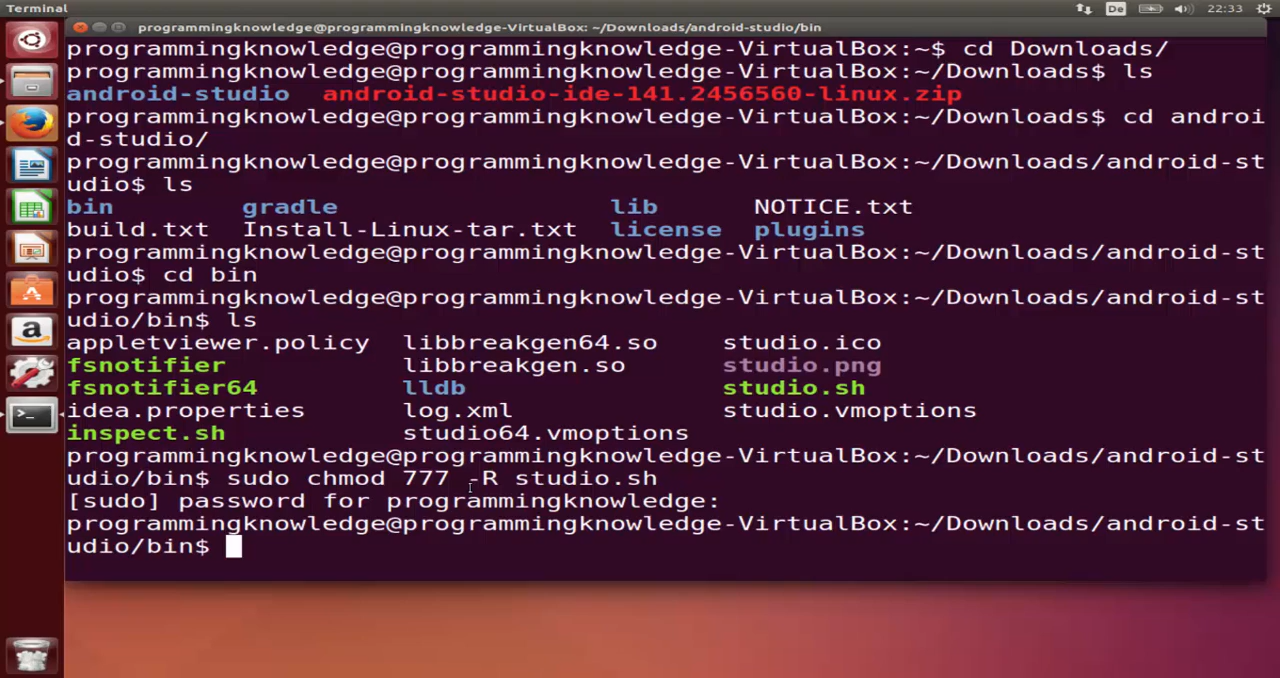 Terminal
De
22:33
programmingknowledge@programmingknowledge-VirtualBox: ~/Downloads/android-studio/bin
programmingknowledge@programmingknowledge-VirtualBox:~$ cd Downloads/
programmingknowledge@programmingknowledge-VirtualBox:~/Downloads$ ls
android-studio  android-studio-ide-141.2456560-linux.zip
programmingknowledge@programmingknowledge-VirtualBox:~/Downloads$ cd androi
d-studio/
programmingknowledge@programmingknowledge-VirtualBox:~/Downloads/android-st
udio$ ls
bin        gradle                 lib      NOTICE.txt
build.txt  Install-Linux-tar.txt  license  plugins
programmingknowledge@programmingknowledge-VirtualBox:~/Downloads/android-st
udio$ cd bin
programmingknowledge@programmingknowledge-VirtualBox:~/Downloads/android-st
udio/bin$ ls
appletviewer.policy  libbreakgen64.so    studio.ico
fsnotifier           libbreakgen.so      studio.png
fsnotifier64         lldb                studio.sh
idea.properties      log.xml             studio.vmoptions
inspect.sh           studio64.vmoptions
programmingknowledge@programmingknowledge-VirtualBox:~/Downloads/android-st
udio/bin$ sudo chmod 777 -R studio.sh
[sudo] password for programmingknowledge:
programmingknowledge@programmingknowledge-VirtualBox:~/Downloads/android-st
udio/bin$